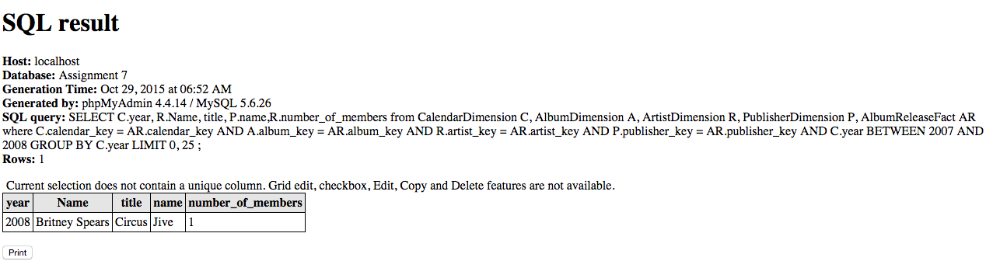 SQL result
Host: localhost
Database: Assignment 7
Generation Time: Oct 29, 2015 at 06:52 AM
Generated by: phpMyAdmin 4.4.14 / MySQL 5.6.26
SQL query: SELECT C.year, R.Name, title, P.name,R.number_of_members from CalendarDimension C, AlbumDimension A, ArtistDimension R, PublisherDimension P, AlbumReleaseFact AR
where C.calendar_key = AR.calendar_key AND A.album_key = AR.album_key AND R.artist_key = AR.artist_key AND P.publisher_key = AR.publisher_key AND C.year BETWEEN 2007 AND
2008 GROUP BY C.year LIMIT 0, 25 ;
Rows: 1
Current selection does not contain a unique column. Grid edit, checkbox, Edit, Copy and Delete features are not available.
year Name title name number_of_members
2008 Britney Spears Circus Jive 1
Print